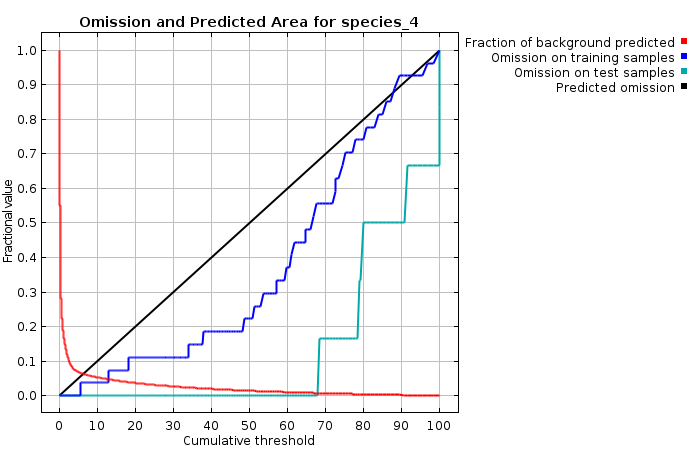 Omission and Predicted Area for species_4
Fraction of background predicted
Omission on training samples
Omission on test samples
Predicted omission
Fractional value
1.0
0.9
0.8
0.7
0.6
0.5
0.4
0.3
0.2
0.1
0.0
0 10 20 30 40 50 60 70 80 90 100
Cumulative threshold